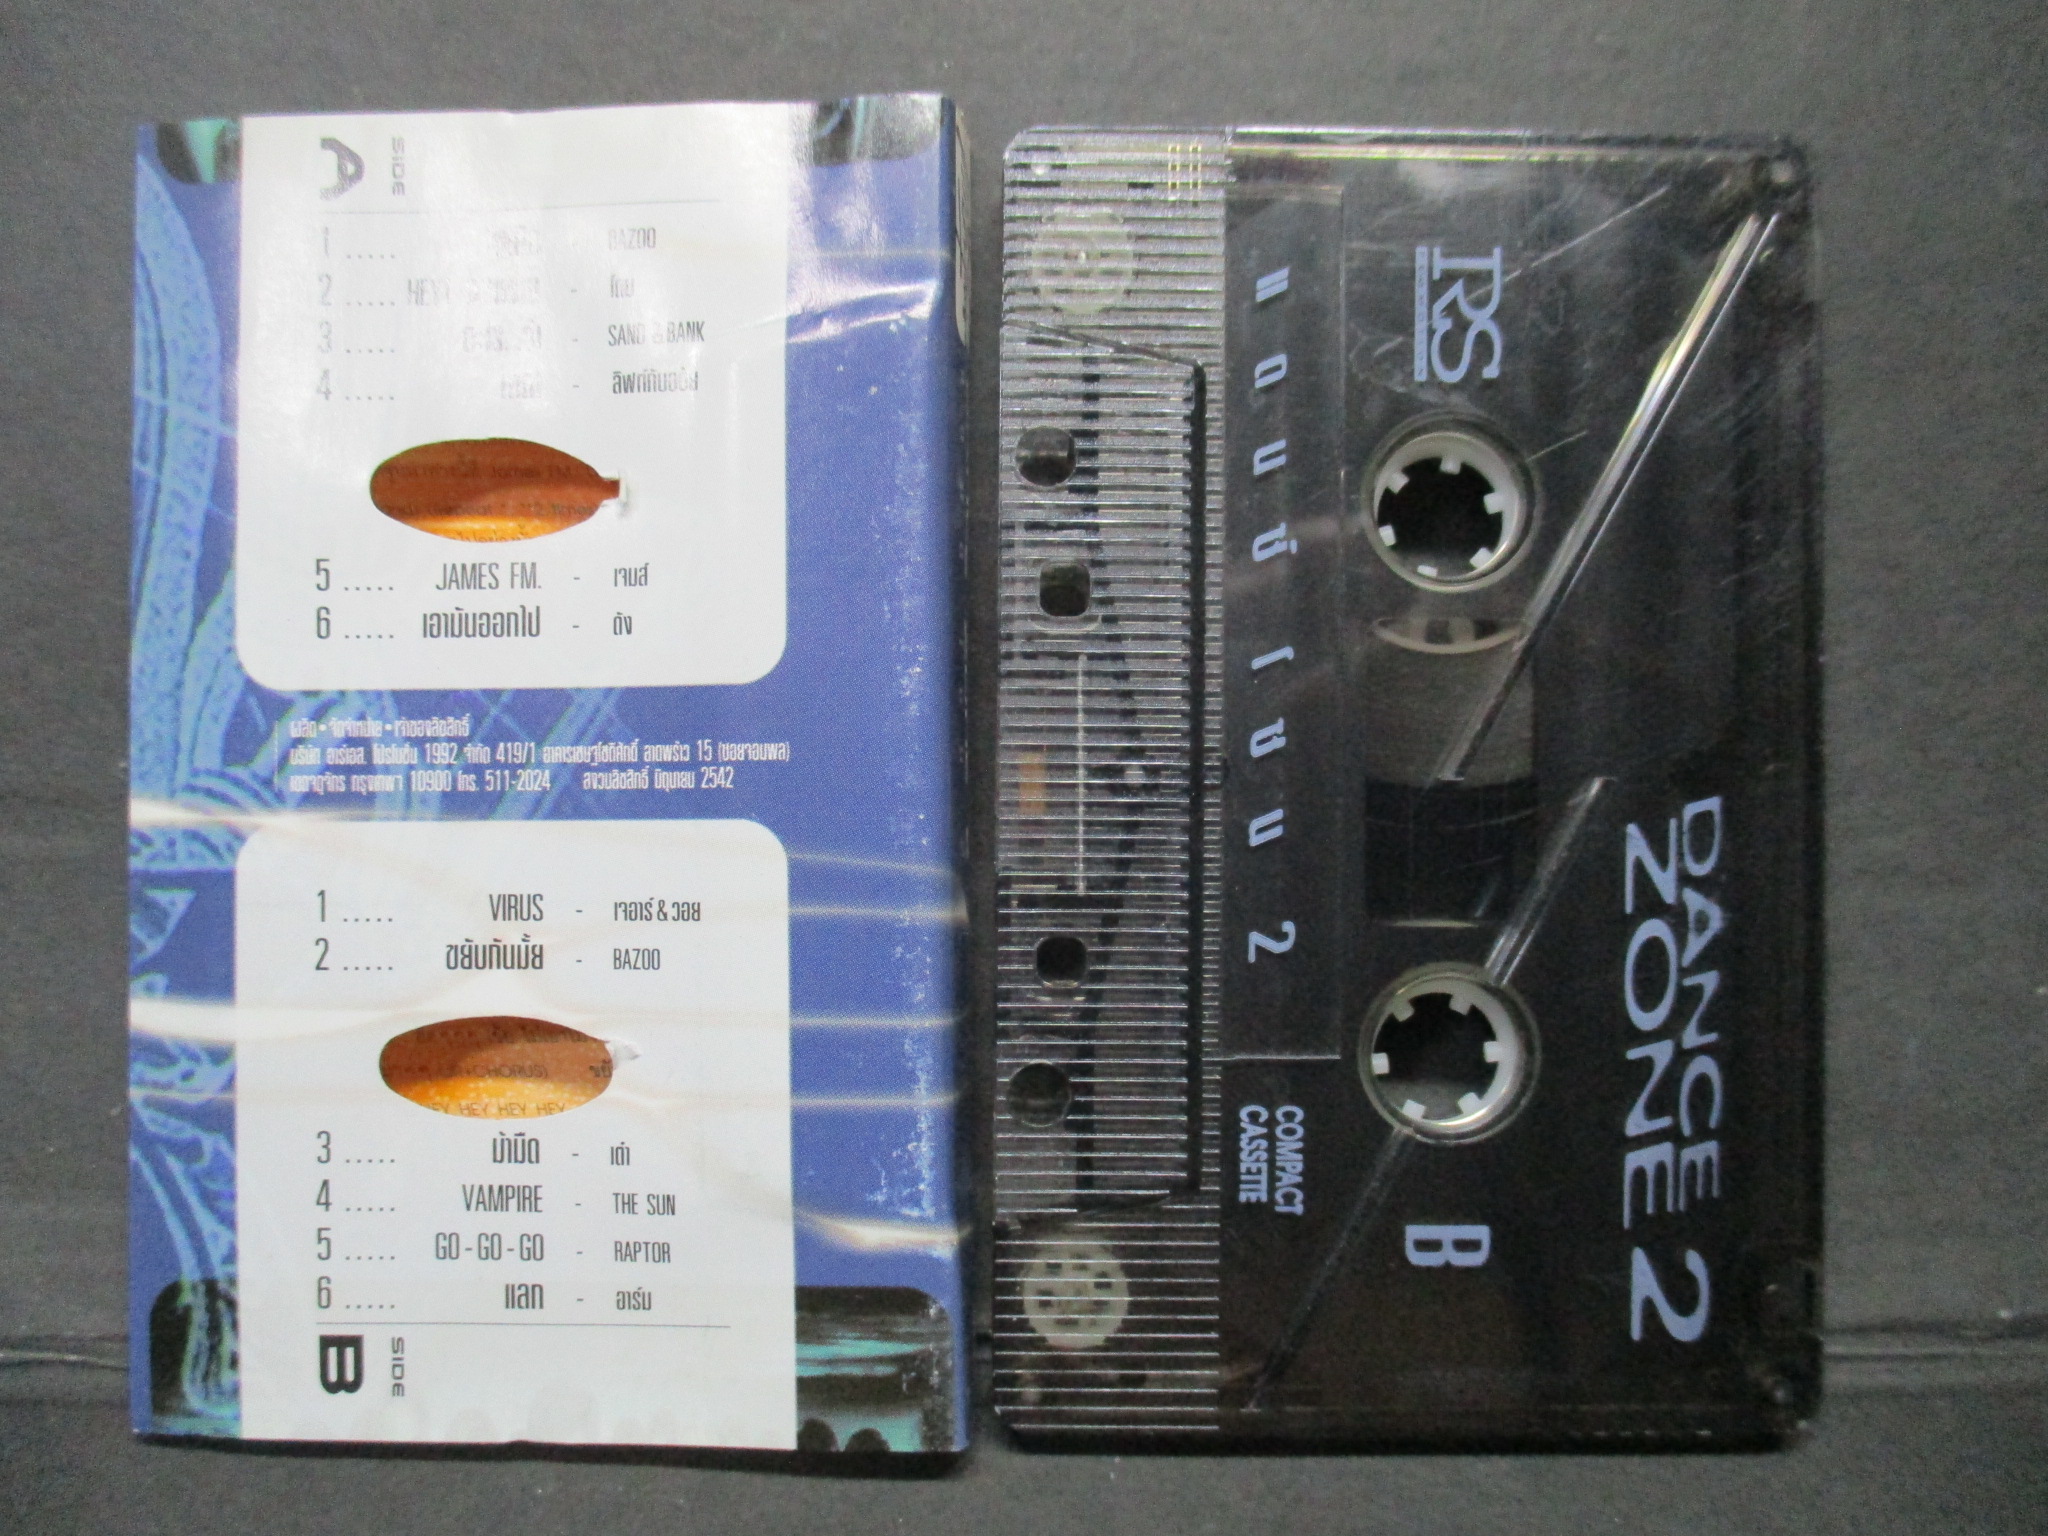 SIDE
A
1 ..... - BAZOO
2 ..... HEY - โดม
3 ..... - SAND & BANK
4 ..... - ลิฟท์กับออย
5 ..... JAMES FM. - เจมส์
6 ..... เอามันออกไป - ดัง
ผลิต • จัดจำหน่าย • เจ้าของลิขสิทธิ์
บริษัท อาร์เอส. โปรโมชั่น 1992 จำกัด 419/1 อาคารเชษฐโชติศักดิ์ ลาดพร้าว 15 (ซอยจอมพล)
เขตจตุจักร กรุงเทพฯ 10900 โทร. 511-2024 สงวนลิขสิทธิ์ มิถุนายน 2542
1 ..... VIRUS - เจอาร์ & วอย
2 ..... ขยับกันมั้ย - BAZOO
+CHORUS)
HEY HEY HEY
3 ..... ม้ามืด - เต๋า
4 ..... VAMPIRE - THE SUN
5 ..... GO - GO - GO - RAPTOR
6 ..... แลก - อาร์ม
B
SIDE
DANCE
ZONE 2
RS
B
แดนซ์โซน 2
COMPACT
CASSETTE